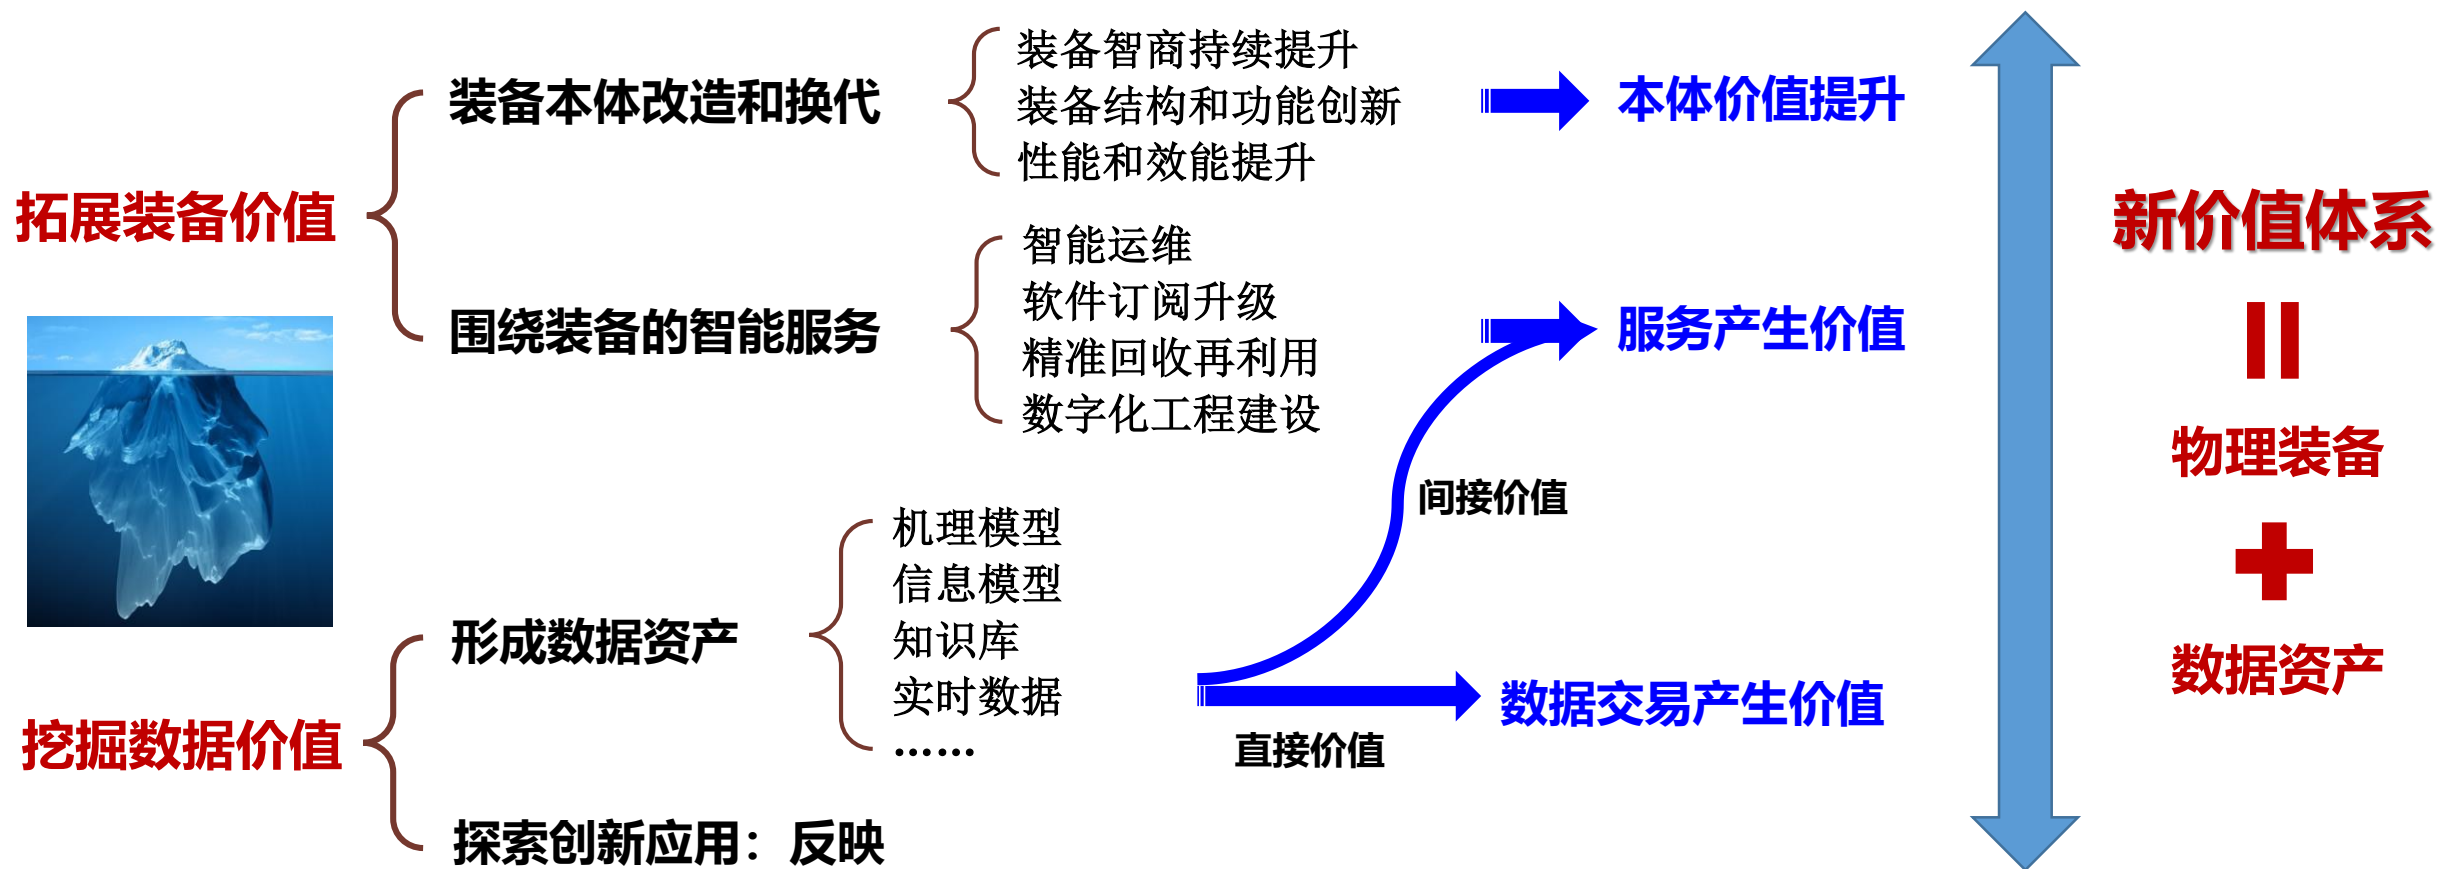 拓展装备价值
装备本体改造和换代
装备智商持续提升
装备结构和功能创新
性能和效能提升
本体价值提升
围绕装备的智能服务
智能运维
软件订阅升级
精准回收再利用
数字化工程建设
服务产生价值
挖掘数据价值
形成数据资产
机理模型
信息模型
知识库
实时数据
……
间接价值
直接价值
数据交易产生价值
探索创新应用：反映
新价值体系
物理装备
数据资产